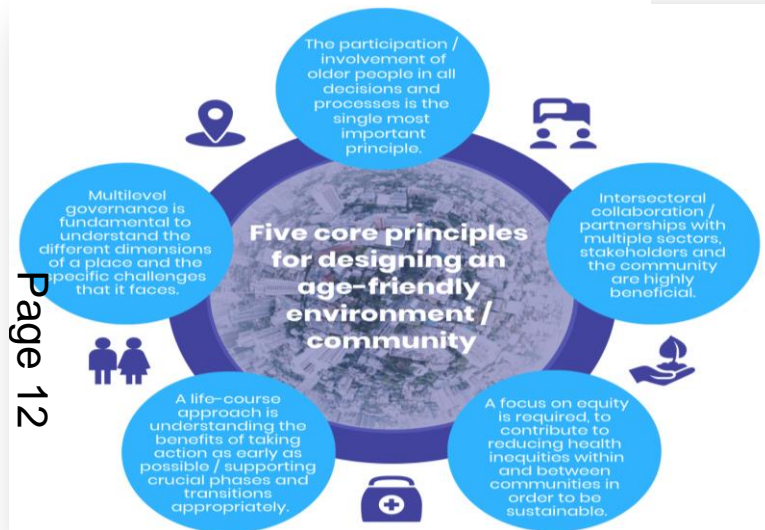 The participation /
involvement of
older people in all
decisions and
processes is the
single most
important
principle.
Intersectoral
collaboration /
partnerships with
multiple sectors,
stakeholders and
the community
are highly
beneficial.
A focus on equity
is required, to
contribute to
reducing health
inequities within
and between
communities in
order to be
sustainable.
A life-course
approach is
understanding the
benefits of taking
action as early as
possible / supporting
crucial phases and
transitions
appropriately.
Multilevel
governance is
fundamental to
understand the
different dimensions
of a place and the
specific challenges
that it faces.
Five core principles
for designing an
age-friendly
environment /
community
Page 12